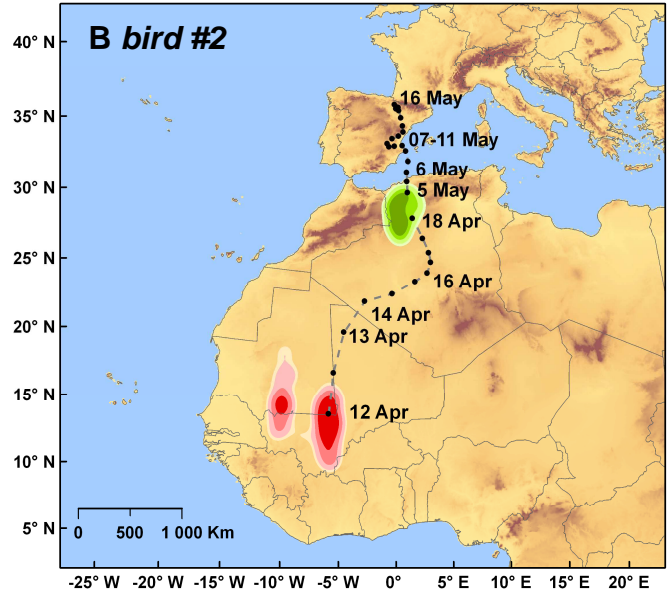 B bird #2
40° N
35° N
30° N
25° N
20° N
15° N
10° N
5° N
16 May
07-11 May
6 May
5 May
18 Apr
16 Apr
14 Apr
13 Apr
12 Apr
0 500 1 000 Km
-25° W -20° W -15° W -10° W -5° W 0° 5° E 10° E 15° E 20° E